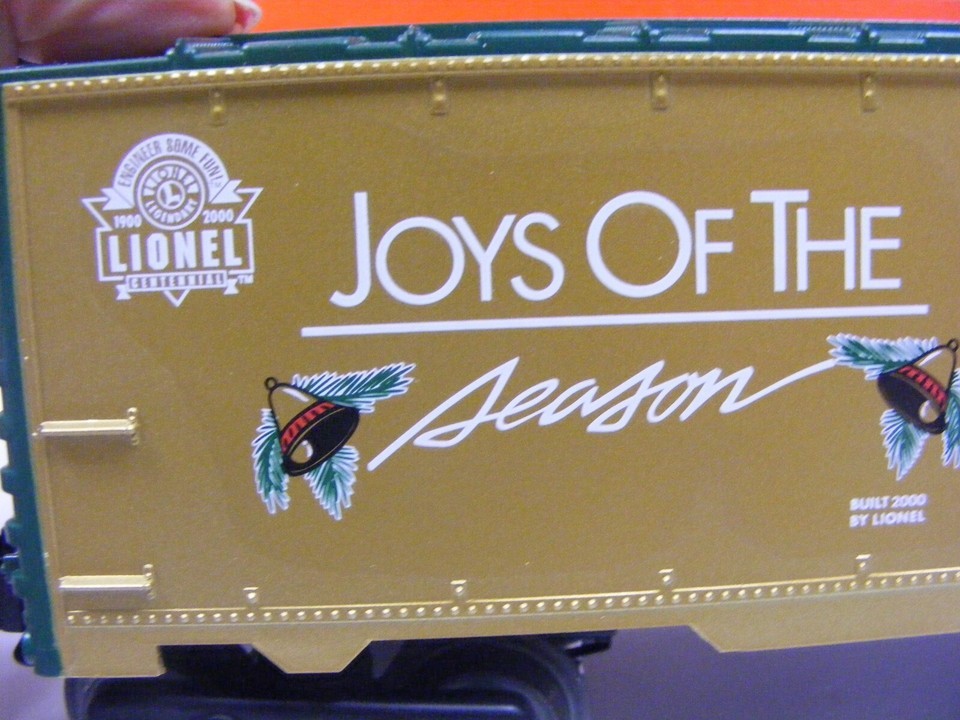 ENGINEER SOME FUN!
LIONEL
L
LEGENDARY
1900 2000
LIONEL
CENTENNIAL TM
JOYS OF THE
season
BUILT 2000
BY LIONEL